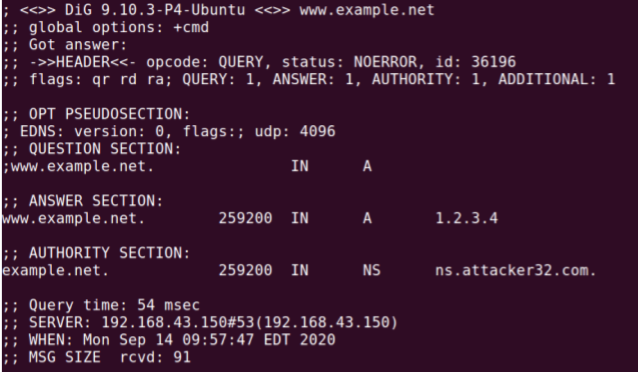 ; <<>> DiG 9.10.3-P4-Ubuntu <<>> www.example.net
;; global options: +cmd
;; Got answer:
;; ->>HEADER<<- opcode: QUERY, status: NOERROR, id: 36196
;; flags: qr rd ra; QUERY: 1, ANSWER: 1, AUTHORITY: 1, ADDITIONAL: 1
;; OPT PSEUDOSECTION:
; EDNS: version: 0, flags:; udp: 4096
;; QUESTION SECTION:
;www.example.net. IN A
;; ANSWER SECTION:
www.example.net. 259200 IN A 1.2.3.4
;; AUTHORITY SECTION:
example.net. 259200 IN NS ns.attacker32.com.
;; Query time: 54 msec
;; SERVER: 192.168.43.150#53(192.168.43.150)
;; WHEN: Mon Sep 14 09:57:47 EDT 2020
;; MSG SIZE rcvd: 91